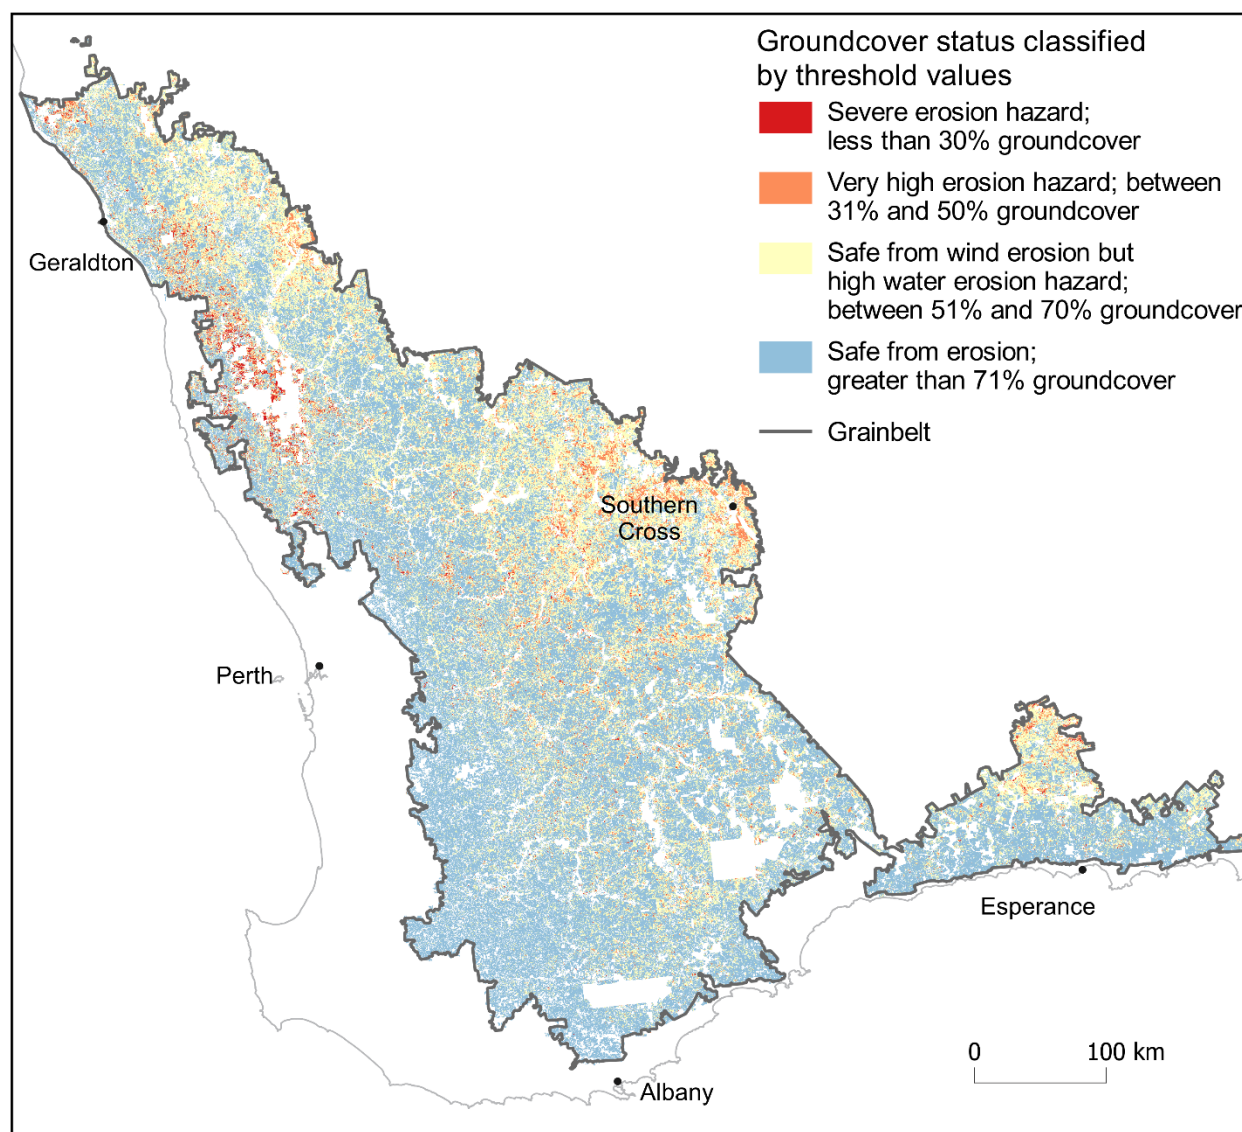 Groundcover status classified
by threshold values
Severe erosion hazard;
less than 30% groundcover
Very high erosion hazard; between
31% and 50% groundcover
Safe from wind erosion but
high water erosion hazard;
between 51% and 70% groundcover
Safe from erosion;
greater than 71% groundcover
Grainbelt
Geraldton
Southern
Cross
Perth
Esperance
Albany
0 100 km